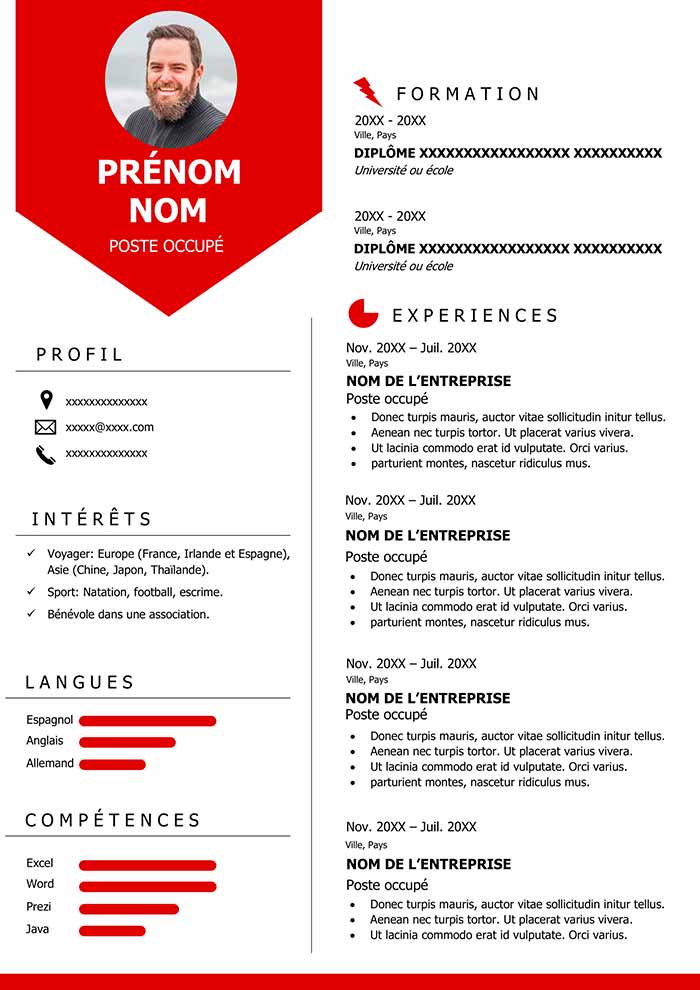 PRÉNOM
NOM
POSTE OCCUPÉ
PROFIL
xxxxxxxxxxxxxx
xxxxx@xxxx.com
xxxxxxxxxxxxxx
INTÉRÊTS
Voyager: Europe (France, Irlande et Espagne),
Asie (Chine, Japon, Thaïlande).
Sport: Natation, football, escrime.
Bénévole dans une association.
LANGUES
Espagnol
Anglais
Allemand
COMPÉTENCES
Excel
Word
Prezi
Java
FORMATION
20XX - 20XX
Ville, Pays
DIPLÔME XXXXXXXXXXXXXXXXX XXXXXXXXXX
Université ou école
20XX - 20XX
Ville, Pays
DIPLÔME XXXXXXXXXXXXXXXXX XXXXXXXXXX
Université ou école
EXPERIENCES
Nov. 20XX – Juil. 20XX
Ville, Pays
NOM DE L’ENTREPRISE
Poste occupé
• Donec turpis mauris, auctor vitae sollicitudin initur tellus.
• Aenean nec turpis tortor. Ut placerat varius vivera.
• Ut lacinia commodo erat id vulputate. Orci varius.
• parturient montes, nascetur ridiculus mus.
Nov. 20XX – Juil. 20XX
Ville, Pays
NOM DE L’ENTREPRISE
Poste occupé
• Donec turpis mauris, auctor vitae sollicitudin initur tellus.
• Aenean nec turpis tortor. Ut placerat varius vivera.
• Ut lacinia commodo erat id vulputate. Orci varius.
• parturient montes, nascetur ridiculus mus.
Nov. 20XX – Juil. 20XX
Ville, Pays
NOM DE L’ENTREPRISE
Poste occupé
• Donec turpis mauris, auctor vitae sollicitudin initur tellus.
• Aenean nec turpis tortor. Ut placerat varius vivera.
• Ut lacinia commodo erat id vulputate. Orci varius.
• parturient montes, nascetur ridiculus mus.
Nov. 20XX – Juil. 20XX
Ville, Pays
NOM DE L’ENTREPRISE
Poste occupé
• Donec turpis mauris, auctor vitae sollicitudin initur tellus.
• Aenean nec turpis tortor. Ut placerat varius vivera.
• Ut lacinia commodo erat id vulputate. Orci varius.